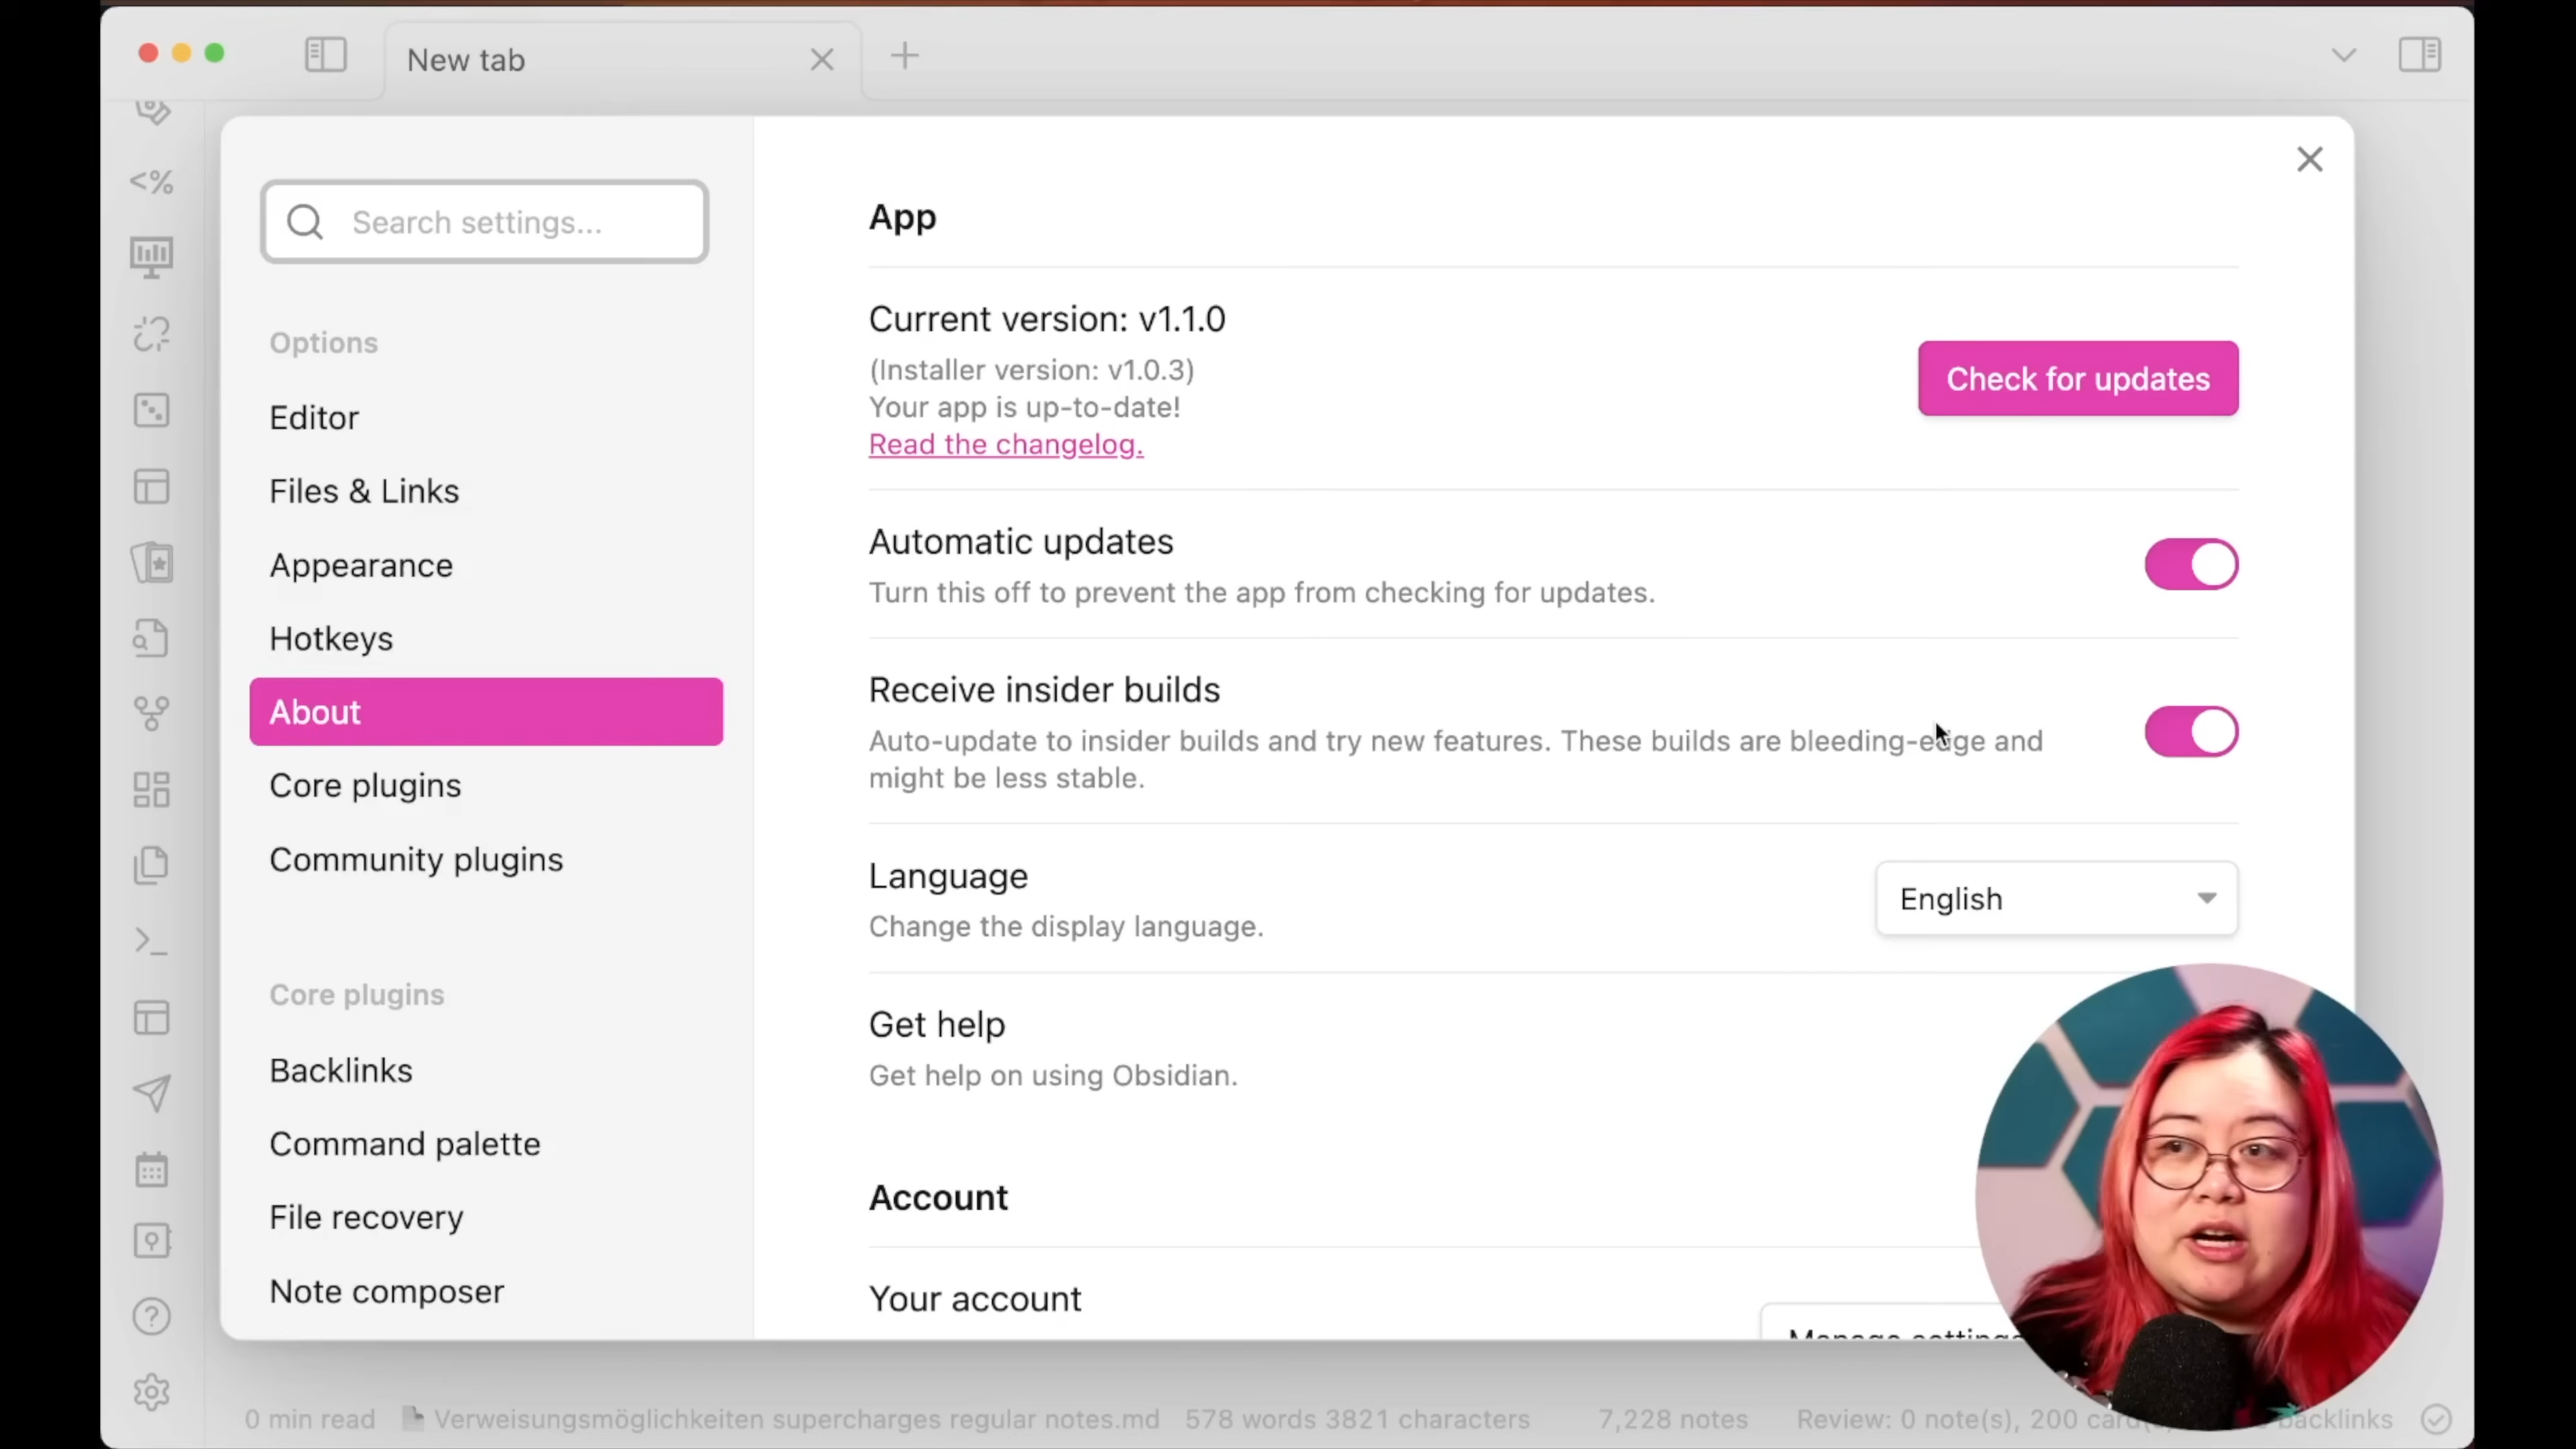 New tab
<%
Search settings...
Options
Editor
Files & Links
Appearance
Hotkeys
About
Core plugins
Community plugins
Core plugins
Backlinks
Command palette
File recovery
Note composer
App
Current version: v1.1.0
(Installer version: v1.0.3)
Your app is up-to-date!
Read the changelog.
Check for updates
Automatic updates
Turn this off to prevent the app from checking for updates.
Receive insider builds
Auto-update to insider builds and try new features. These builds are bleeding-edge and
might be less stable.
Language
Change the display language.
English
Get help
Get help on using Obsidian.
Account
Your account
Manage settings
0 min read Verweisungsmöglichkeiten supercharges regular notes.md 578 words 3821 characters 7,228 notes Review: 0 note(s), 200 backlinks